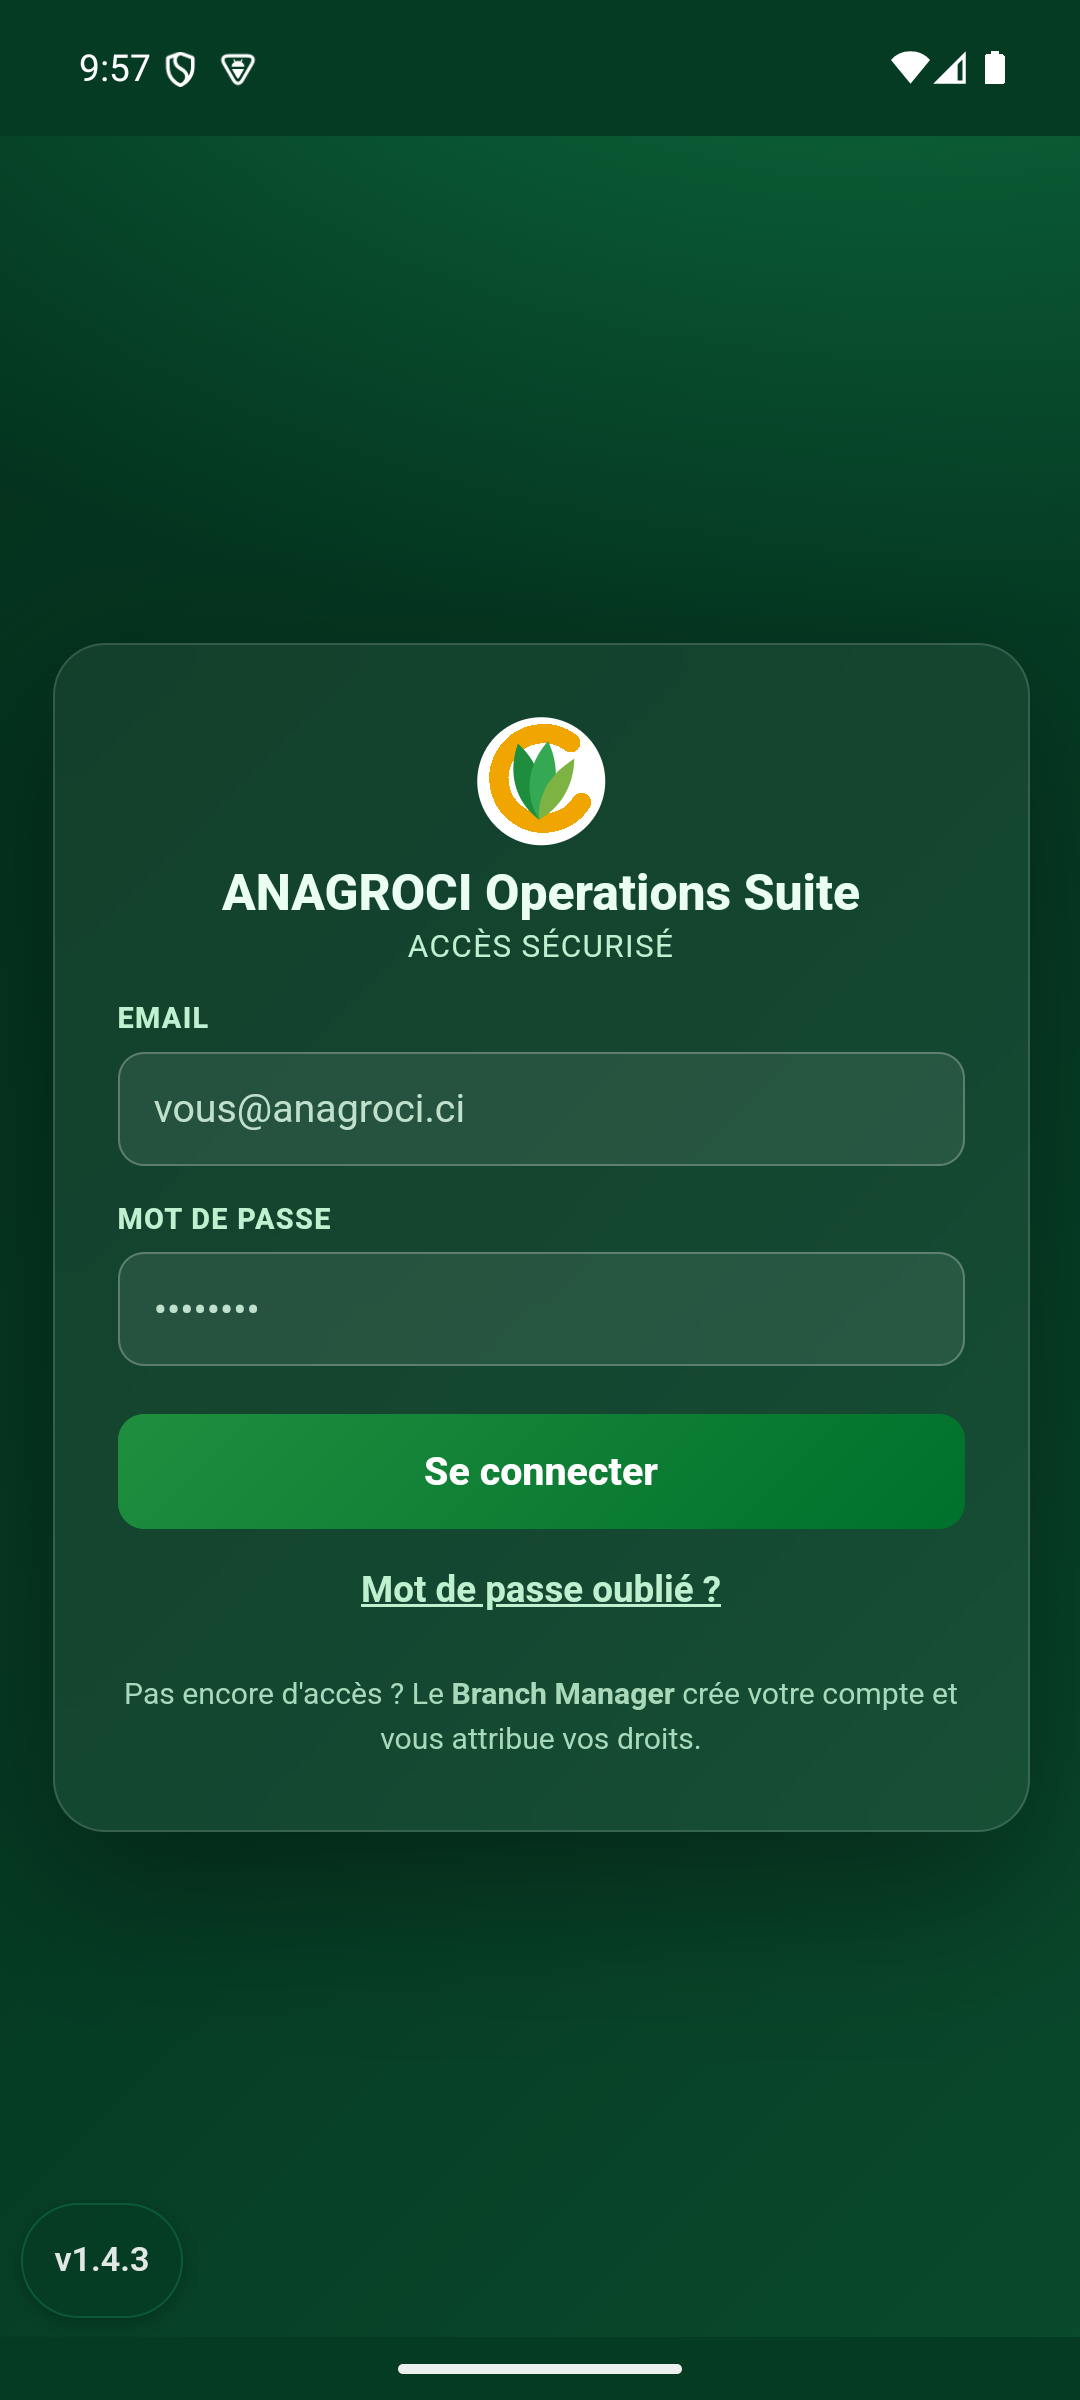 9:57
ANAGROCI Operations Suite
ACCÈS SÉCURISÉ
EMAIL
vous@anagroci.ci
MOT DE PASSE
••••••••
Se connecter
Mot de passe oublié ?
Pas encore d'accès ? Le Branch Manager crée votre compte et
vous attribue vos droits.
v1.4.3